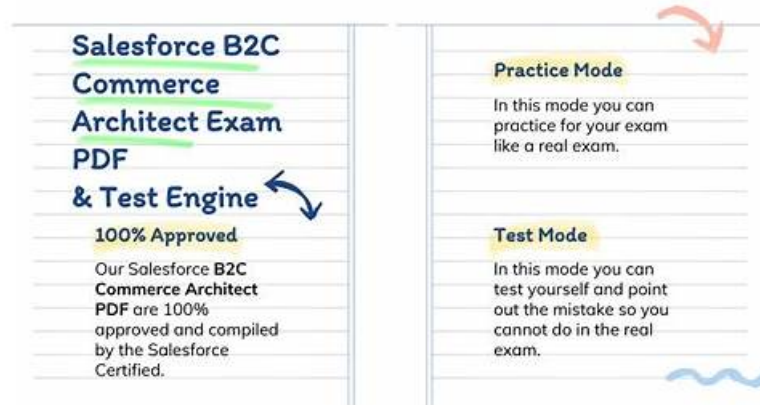 Salesforce B2C
Commerce
Architect Exam
PDF
& Test Engine
100% Approved
Our Salesforce B2C
Commerce Architect
PDF are 100%
approved and compiled
by the Salesforce
Certified.
Practice Mode
In this mode you can
practice for your exam
like a real exam.
Test Mode
In this mode you can
test yourself and point
out the mistake so you
cannot do in the real
exam.